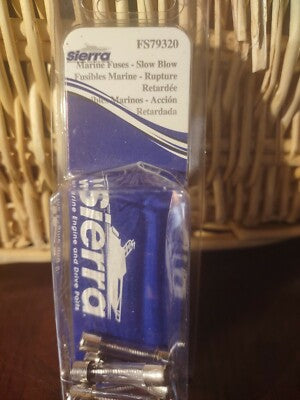 FS79320
Sierra
Marine Fuses - Slow Blow
Fusibles Marine - Rupture
Retardée
Fusibles Marinos - Acción
Retardada
Sierra
Marine Engine and Drive Parts